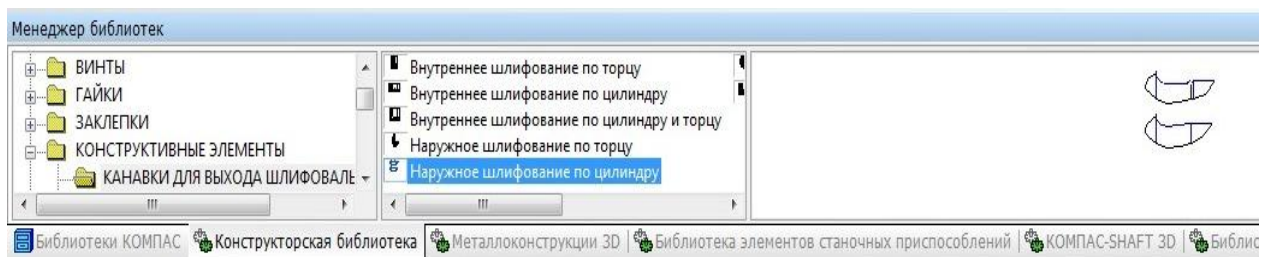 Менеджер библиотек
ВИНТЫ
ГАЙКИ
ЗАКЛЕПКИ
КОНСТРУКТИВНЫЕ ЭЛЕМЕНТЫ
КАНАВКИ ДЛЯ ВЫХОДА ШЛИФОВАЛЬ
Внутреннее шлифование по торцу
Внутреннее шлифование по цилиндру
Внутреннее шлифование по цилиндру и торцу
Наружное шлифование по торцу
Наружное шлифование по цилиндру
Библиотеки КОМПАС Конструкторская библиотека Металлоконструкции 3D Библиотека элементов станочных приспособлений КОМПАС-SHAFT 3D Библио